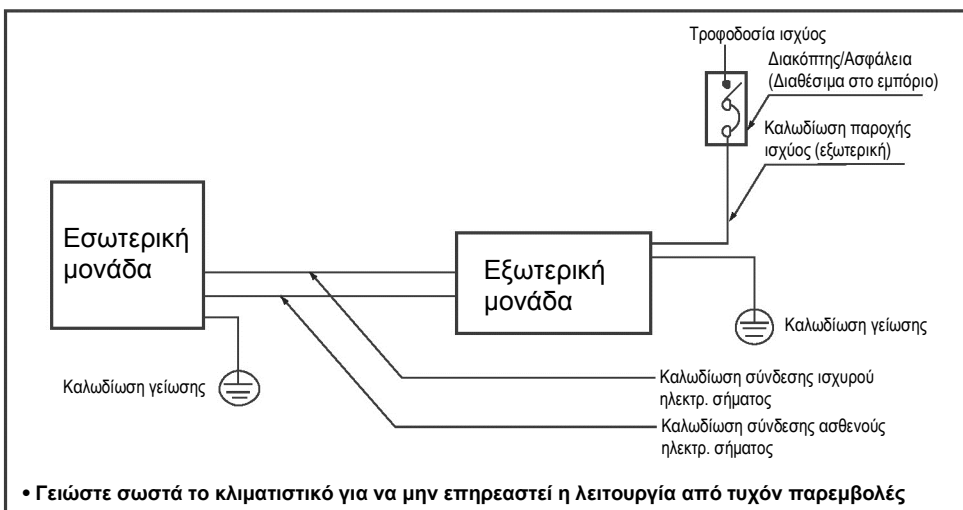 Τροφοδοσία ισχύος
Διακόπτης/Ασφάλεια
(Διαθέσιμα στο εμπόριο)
Καλωδίωση παροχής
ισχύος (εξωτερική)
Εσωτερική
μονάδα
Εξωτερική
μονάδα
Καλωδίωση γείωσης
Καλωδίωση γείωσης
Καλωδίωση σύνδεσης ισχυρού
ηλεκτρ. σήματος
Καλωδίωση σύνδεσης ασθενούς
ηλεκτρ. σήματος
• Γειώστε σωστά το κλιματιστικό για να μην επηρεαστεί η λειτουργία από τυχόν παρεμβολές